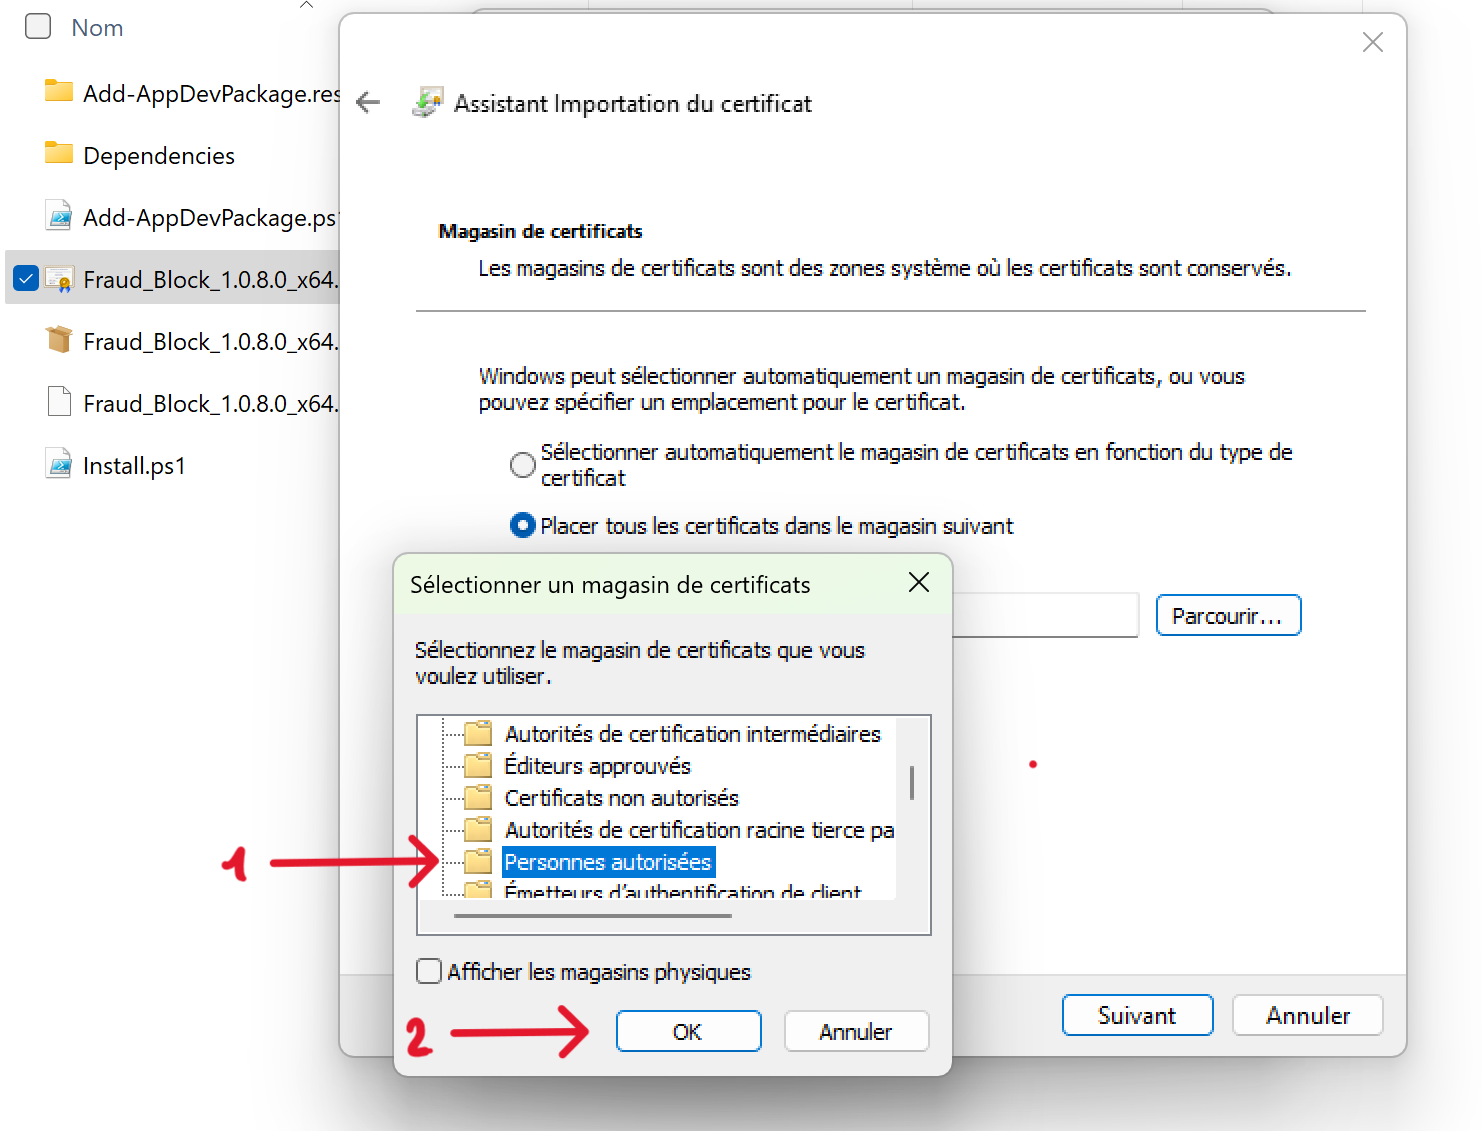 Nom
Add-AppDevPackage.res
Dependencies
Add-AppDevPackage.ps1
Fraud_Block_1.0.8.0_x64.
Fraud_Block_1.0.8.0_x64.
Fraud_Block_1.0.8.0_x64.
Install.ps1
Assistant Importation du certificat
Magasin de certificats
Les magasins de certificats sont des zones système où les certificats sont conservés.
Windows peut sélectionner automatiquement un magasin de certificats, ou vous
pouvez spécifier un emplacement pour le certificat.
Sélectionner automatiquement le magasin de certificats en fonction du type de
certificat
Placer tous les certificats dans le magasin suivant
Parcourir...
Sélectionner un magasin de certificats
Sélectionnez le magasin de certificats que vous
voulez utiliser.
Autorités de certification intermédiaires
Éditeurs approuvés
Certificats non autorisés
Autorités de certification racine tierce pa
1
Personnes autorisées
Émetteurs d'authentification de client
Afficher les magasins physiques
2
OK
Annuler
Suivant
Annuler